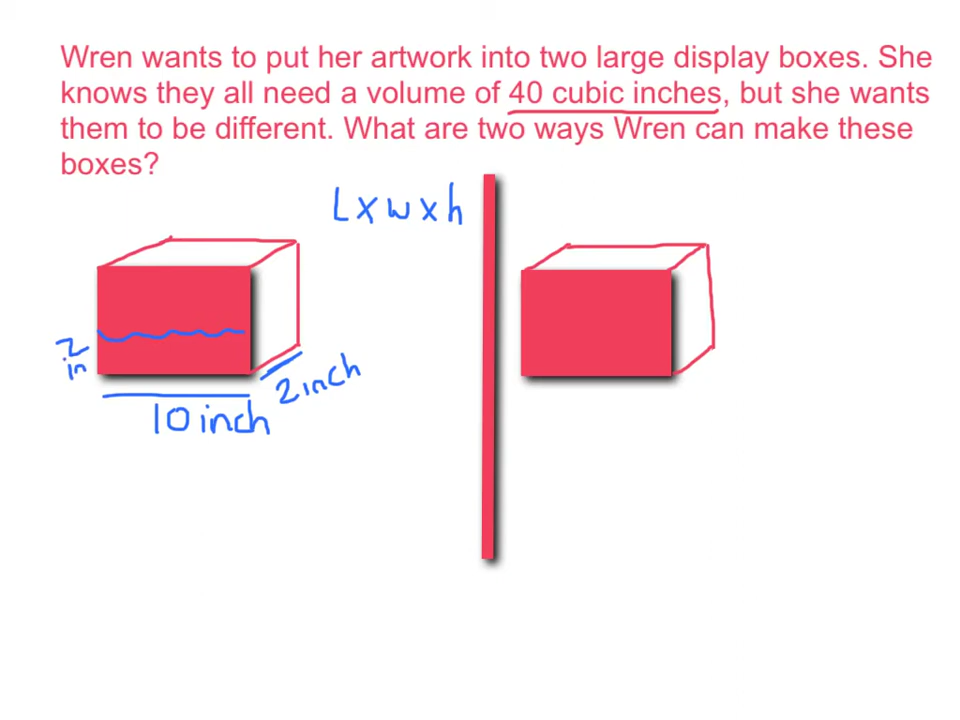 Wren wants to put her artwork into two large display boxes. She
knows they all need a volume of 40 cubic inches, but she wants
them to be different. What are two ways Wren can make these
boxes?
L x w x h
2
in
2 inch
10 inch